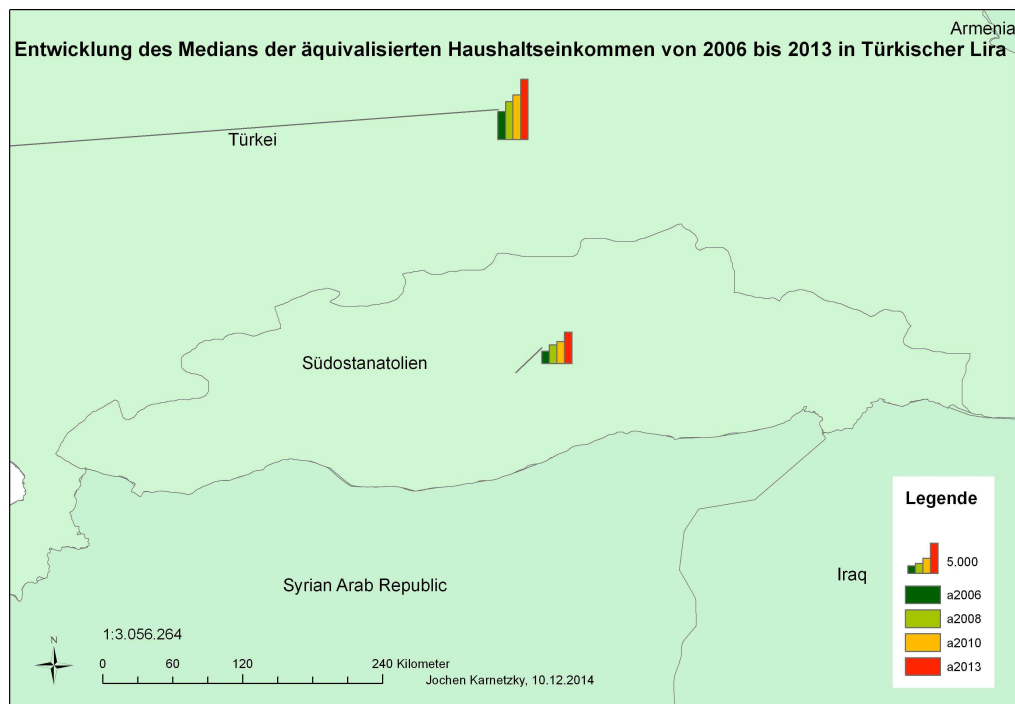 Armenia
Entwicklung des Medians der äquivalisierten Haushaltseinkommen von 2006 bis 2013 in Türkischer Lira
Türkei
Südostanatolien
Syrian Arab Republic
Iraq
Legende
5.000
a2006
a2008
a2010
a2013
N
1:3.056.264
0 60 120 240 Kilometer
Jochen Karnetzky, 10.12.2014